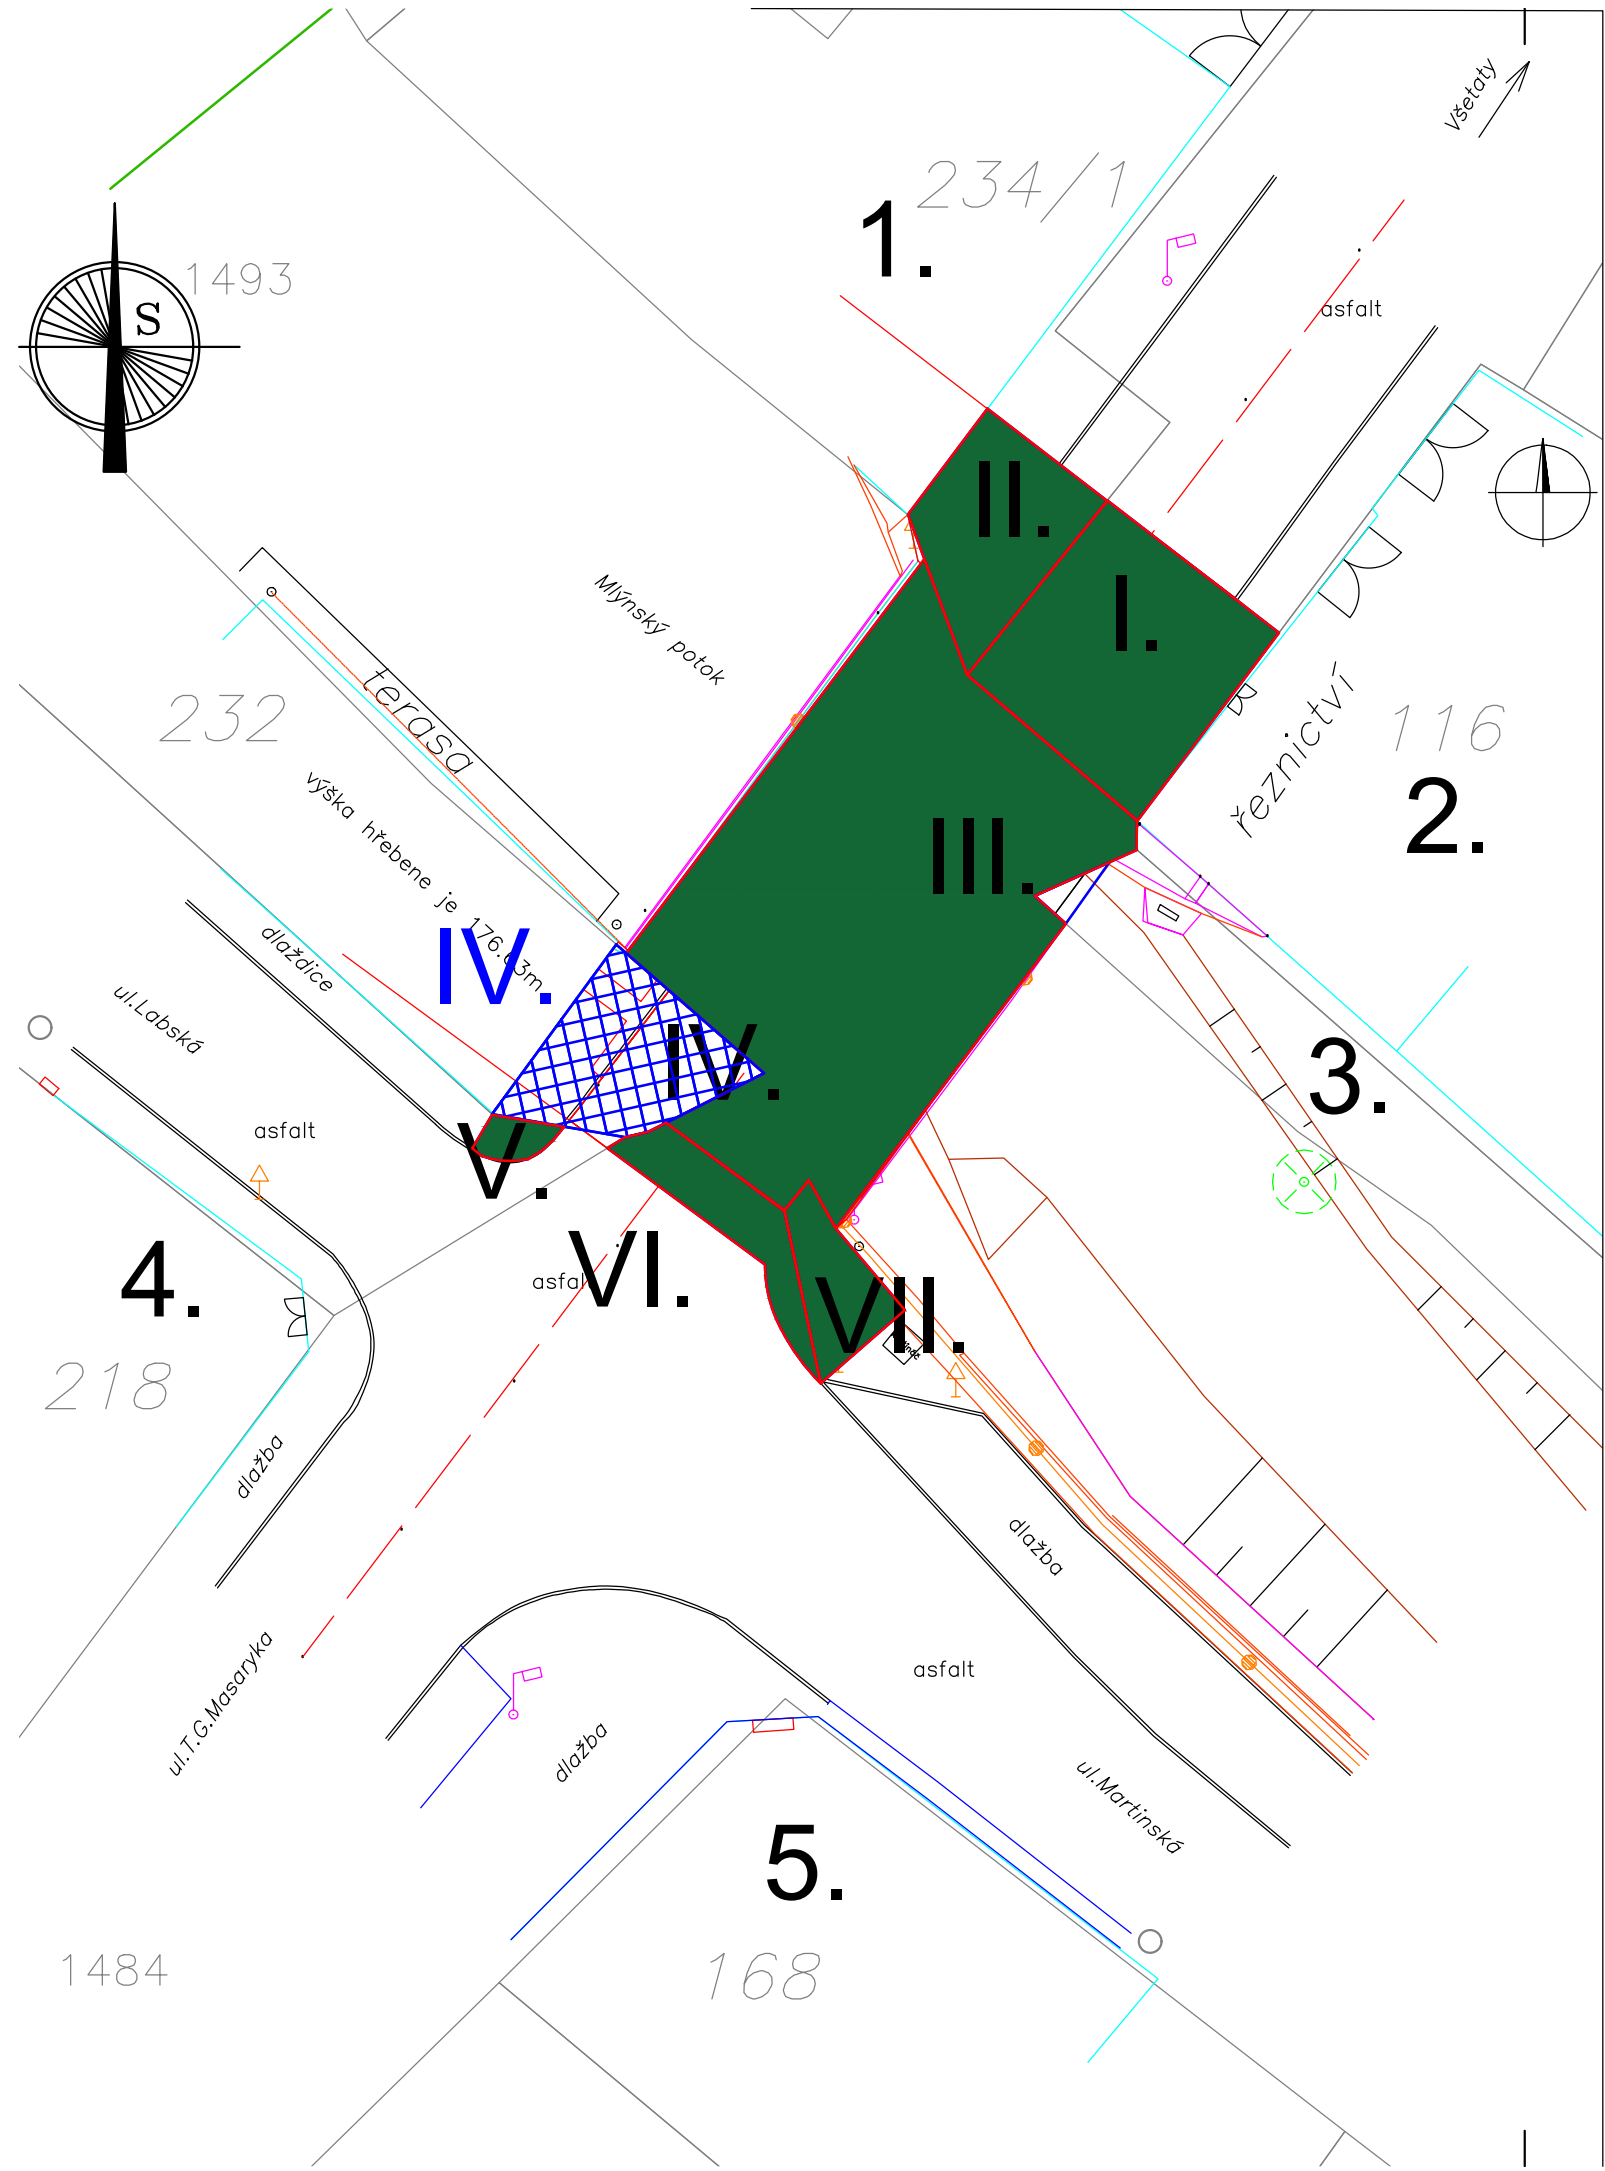 Všetaty
234/1
1.
1493
S
asfalt
II.
I.
Mlýnský potok
terasa
232
výška hřebene je 176.63m
řeznictví
116
2.
III.
dlaždice
IV.
IV.
ul.Labská
3.
asfalt
V.
VI.
asfalt
4.
VII.
218
dlažba
dlažba
ul.T.G.Masaryka
asfalt
dlažba
ul.Martinská
5.
1484
168